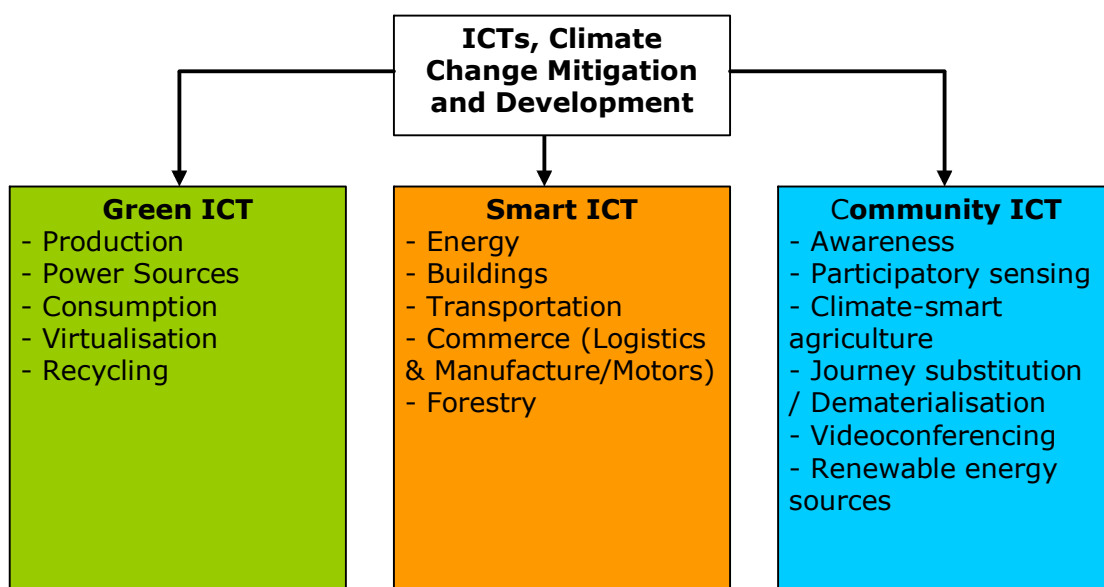 ICTs, Climate
Change Mitigation
and Development
Green ICT
- Production
- Power Sources
- Consumption
- Virtualisation
- Recycling
Smart ICT
- Energy
- Buildings
- Transportation
- Commerce (Logistics
& Manufacture/Motors)
- Forestry
Community ICT
- Awareness
- Participatory sensing
- Climate-smart
agriculture
- Journey substitution
/ Dematerialisation
- Videoconferencing
- Renewable energy
sources